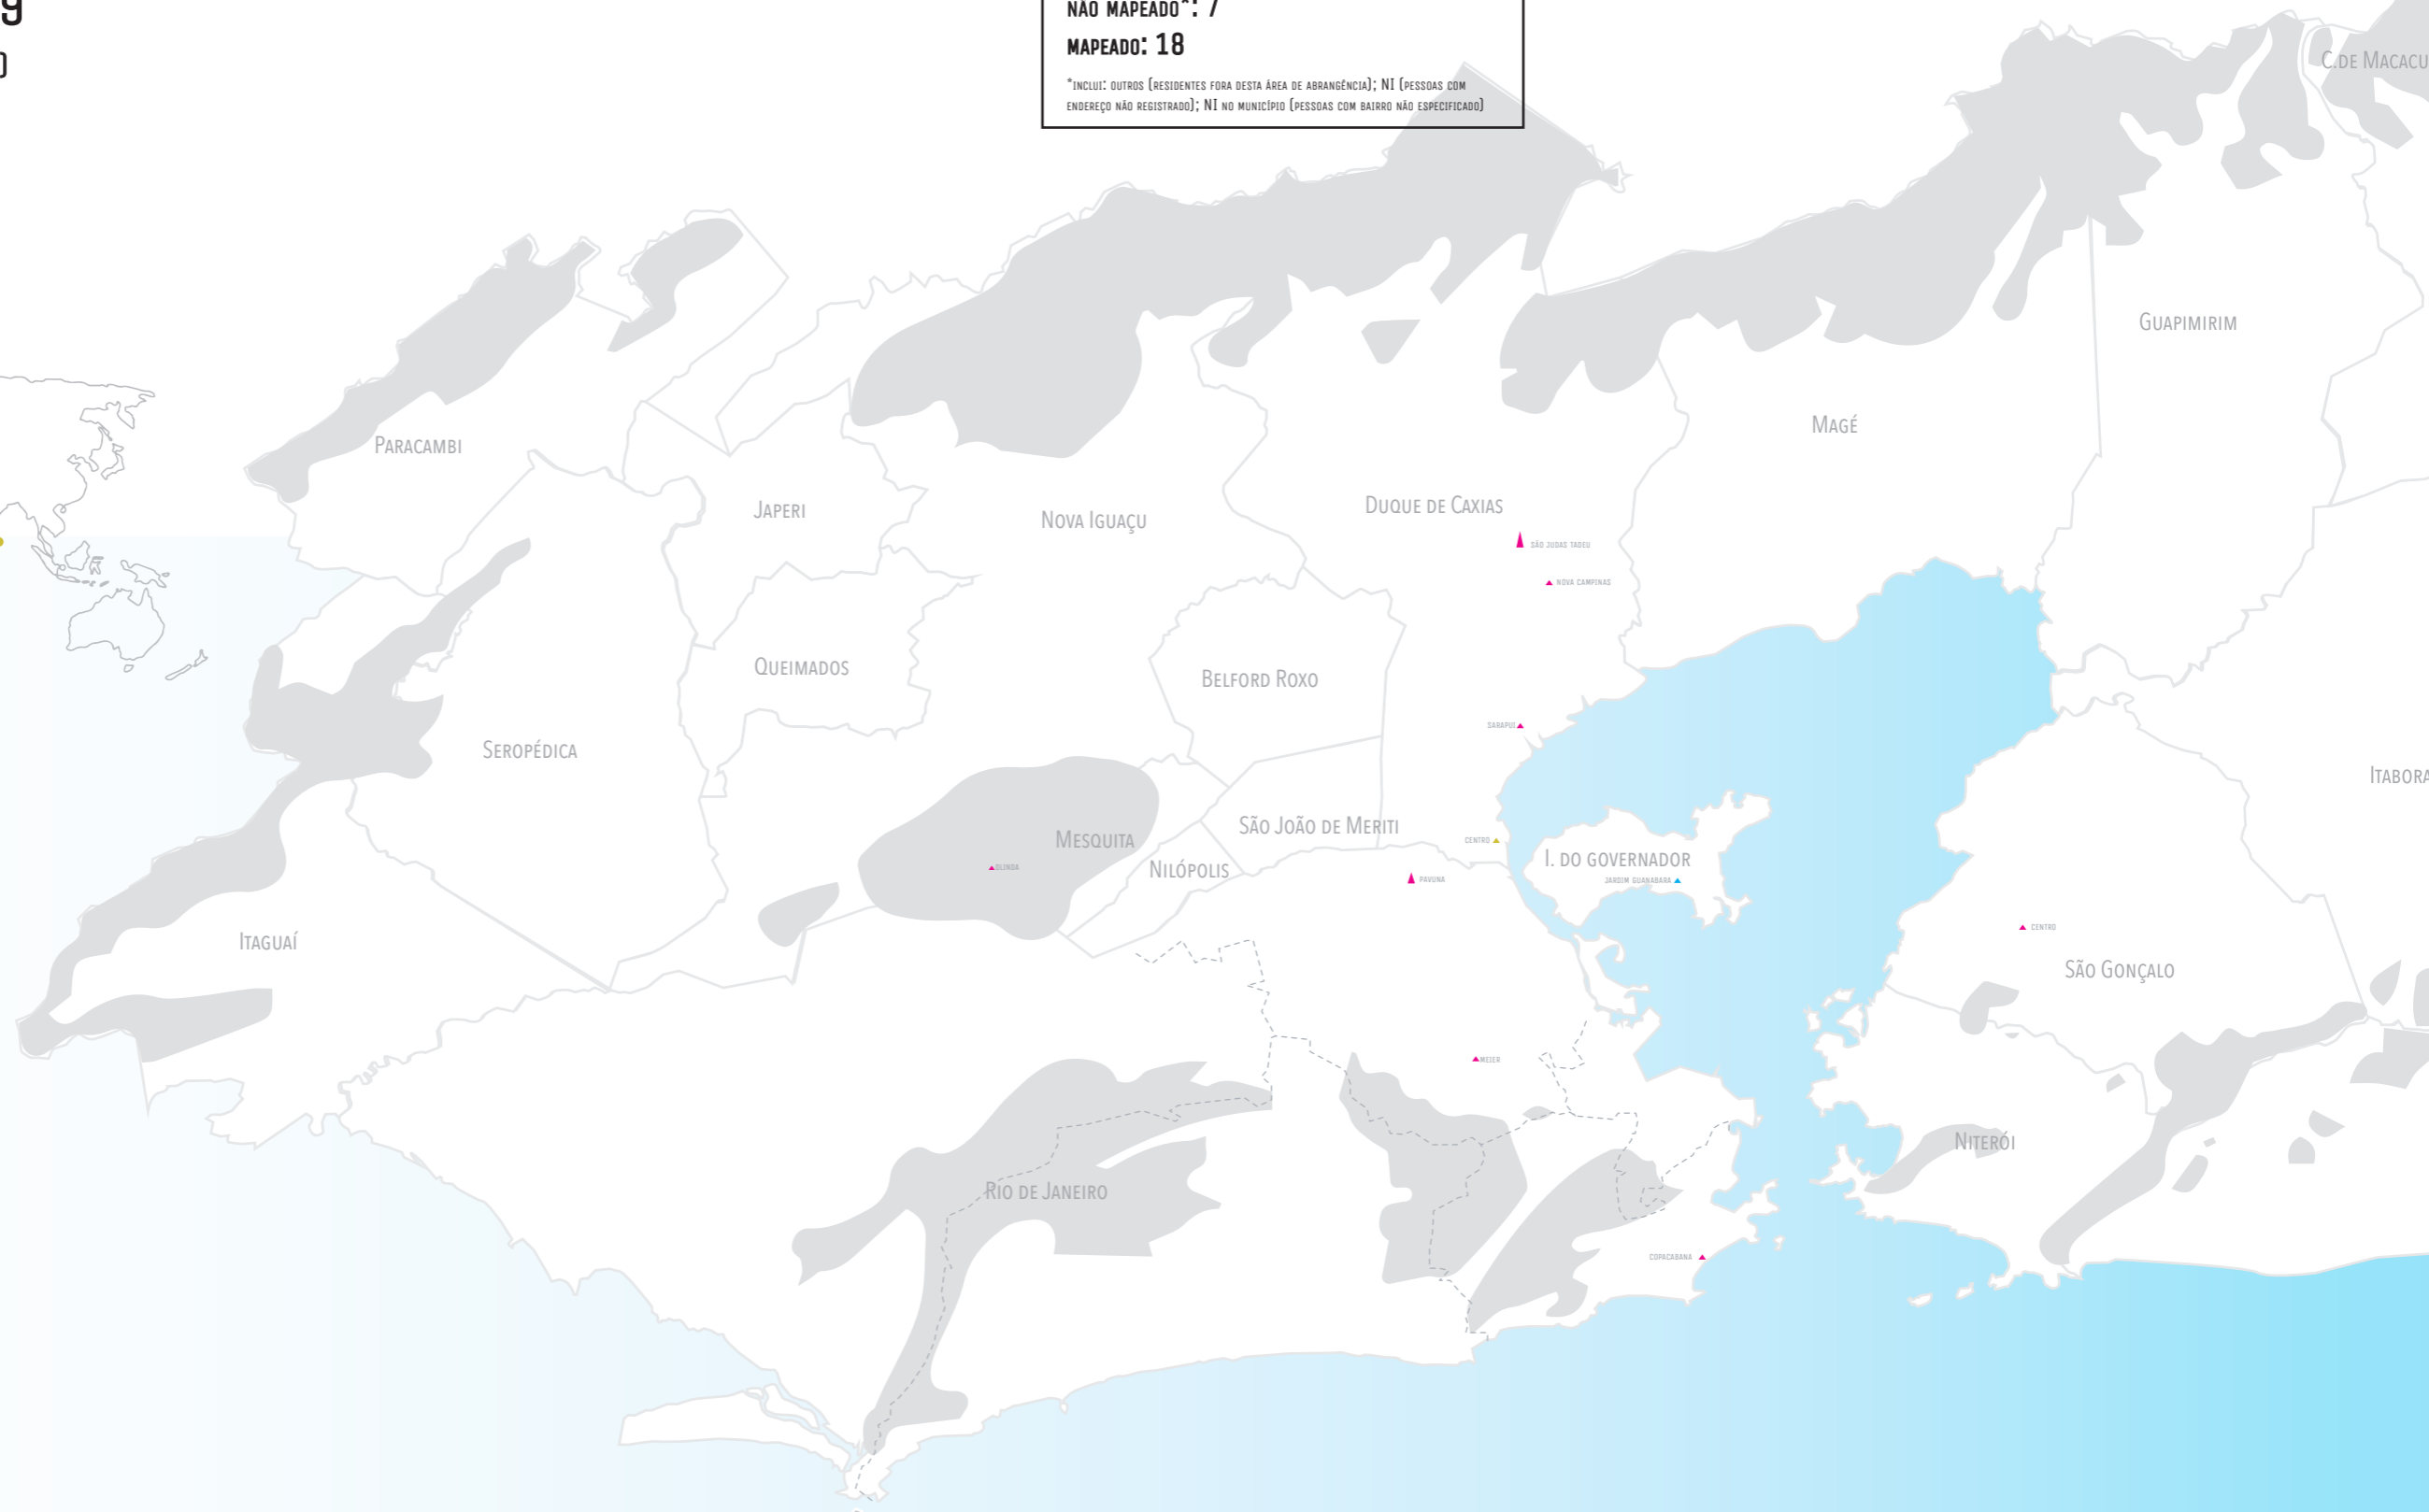 9
NÃO MAPEADO*: 7
)
MAPEADO: 18
*INCLUI: OUTROS (RESIDENTES FORA DESTA ÁREA DE ABRANGÊNCIA); NI (PESSOAS COM
ENDEREÇO NÃO REGISTRADO); NI NO MUNICÍPIO (PESSOAS COM BAIRRO NÃO ESPECIFICADO)
C.DE MACACU
GUAPIMIRIM
MAGÉ
PARACAMBI
JAPERI
NOVA IGUAÇU
DUQUE DE CAXIAS
SÃO JUDAS TADEU
NOVA CAMPINAS
QUEIMADOS
BELFORD ROXO
SARAPUÍ
SEROPÉDICA
ITABORA
MESQUITA
SÃO JOÃO DE MERITI
CENTRO
OLINDA
NILÓPOLIS
I. DO GOVERNADOR
PAVUNA
JARDIM GUANABARA
CENTRO
ITAGUAÍ
SÃO GONÇALO
MEIER
NITERÓI
RIO DE JANEIRO
COPACABANA